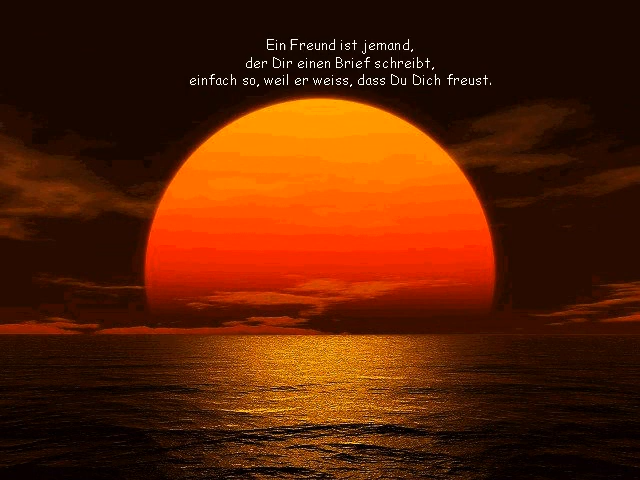 Ein Freund ist jemand,
der Dir einen Brief schreibt,
einfach so, weil er weiss, dass Du Dich freust.